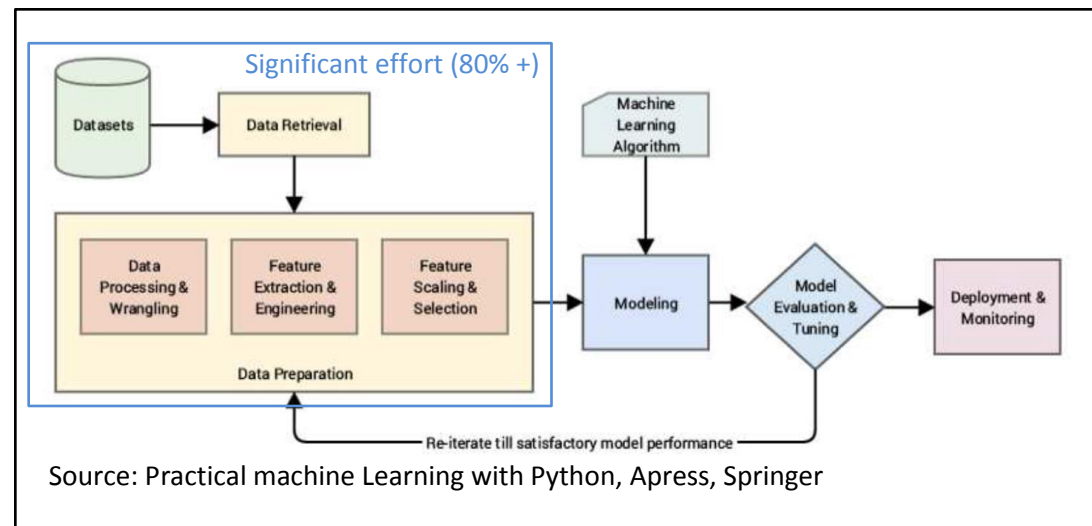 Significant effort (80% +)
Datasets
Data Retrieval
Machine
Learning
Algorithm
Data
Processing &
Wrangling
Feature
Extraction &
Engineering
Feature
Scaling &
Selection
Data Preparation
Modeling
Model
Evaluation &
Tuning
Deployment &
Monitoring
Re-iterate till satisfactory model performance
Source: Practical machine Learning with Python, Apress, Springer